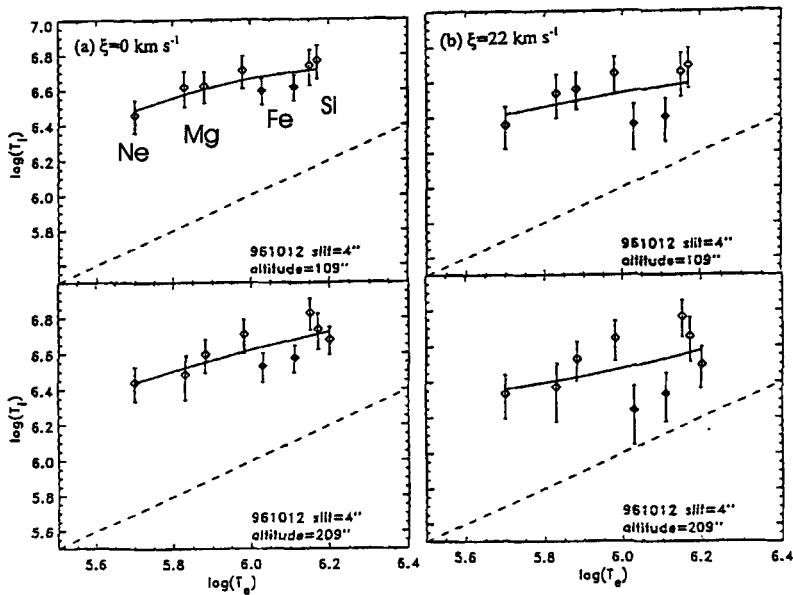 (a) ξ=0 km s⁻¹
(b) ξ=22 km s⁻¹
7.0
6.8
6.6
6.4
6.2
6.0
5.8
log(T_i)
Ne
Mg
Fe
Si
961012 slit=4"
altitude=109"
961012 slit=4"
altitude=109"
6.8
6.6
6.4
6.2
6.0
5.8
5.6
log(T_i)
961012 slit=4"
altitude=209"
961012 slit=4"
altitude=209"
5.6
5.8
6.0
6.2
6.4
5.6
5.8
6.0
6.2
6.4
log(T_e)
log(T_e)